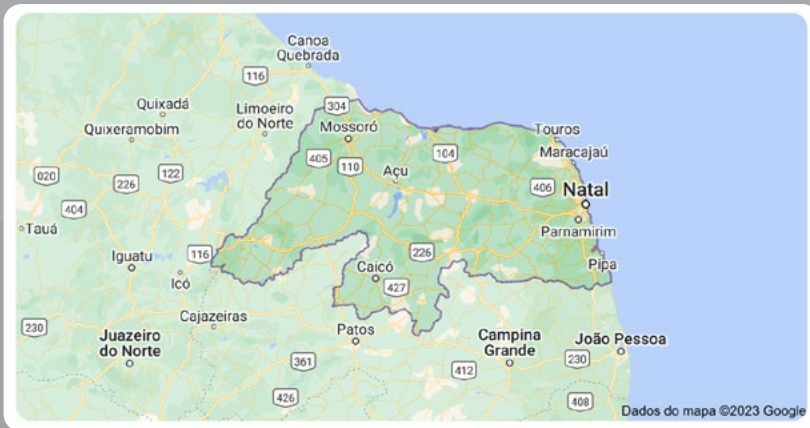 Canoa
Quebrada
116
Quixadá
Limoeiro
do Norte
304
Quixeramobim
Mossoró
Touros
405
104
Maracajaú
110
Açu
020
122
226
406
Natal
404
Parnamirim
Tauá
Iguatu
116
226
Pipa
Icó
Caicó
427
Cajazeiras
230
Juazeiro
do Norte
Patos
Campina
Grande
João Pessoa
361
412
230
426
408
Dados do mapa ©2023 Google